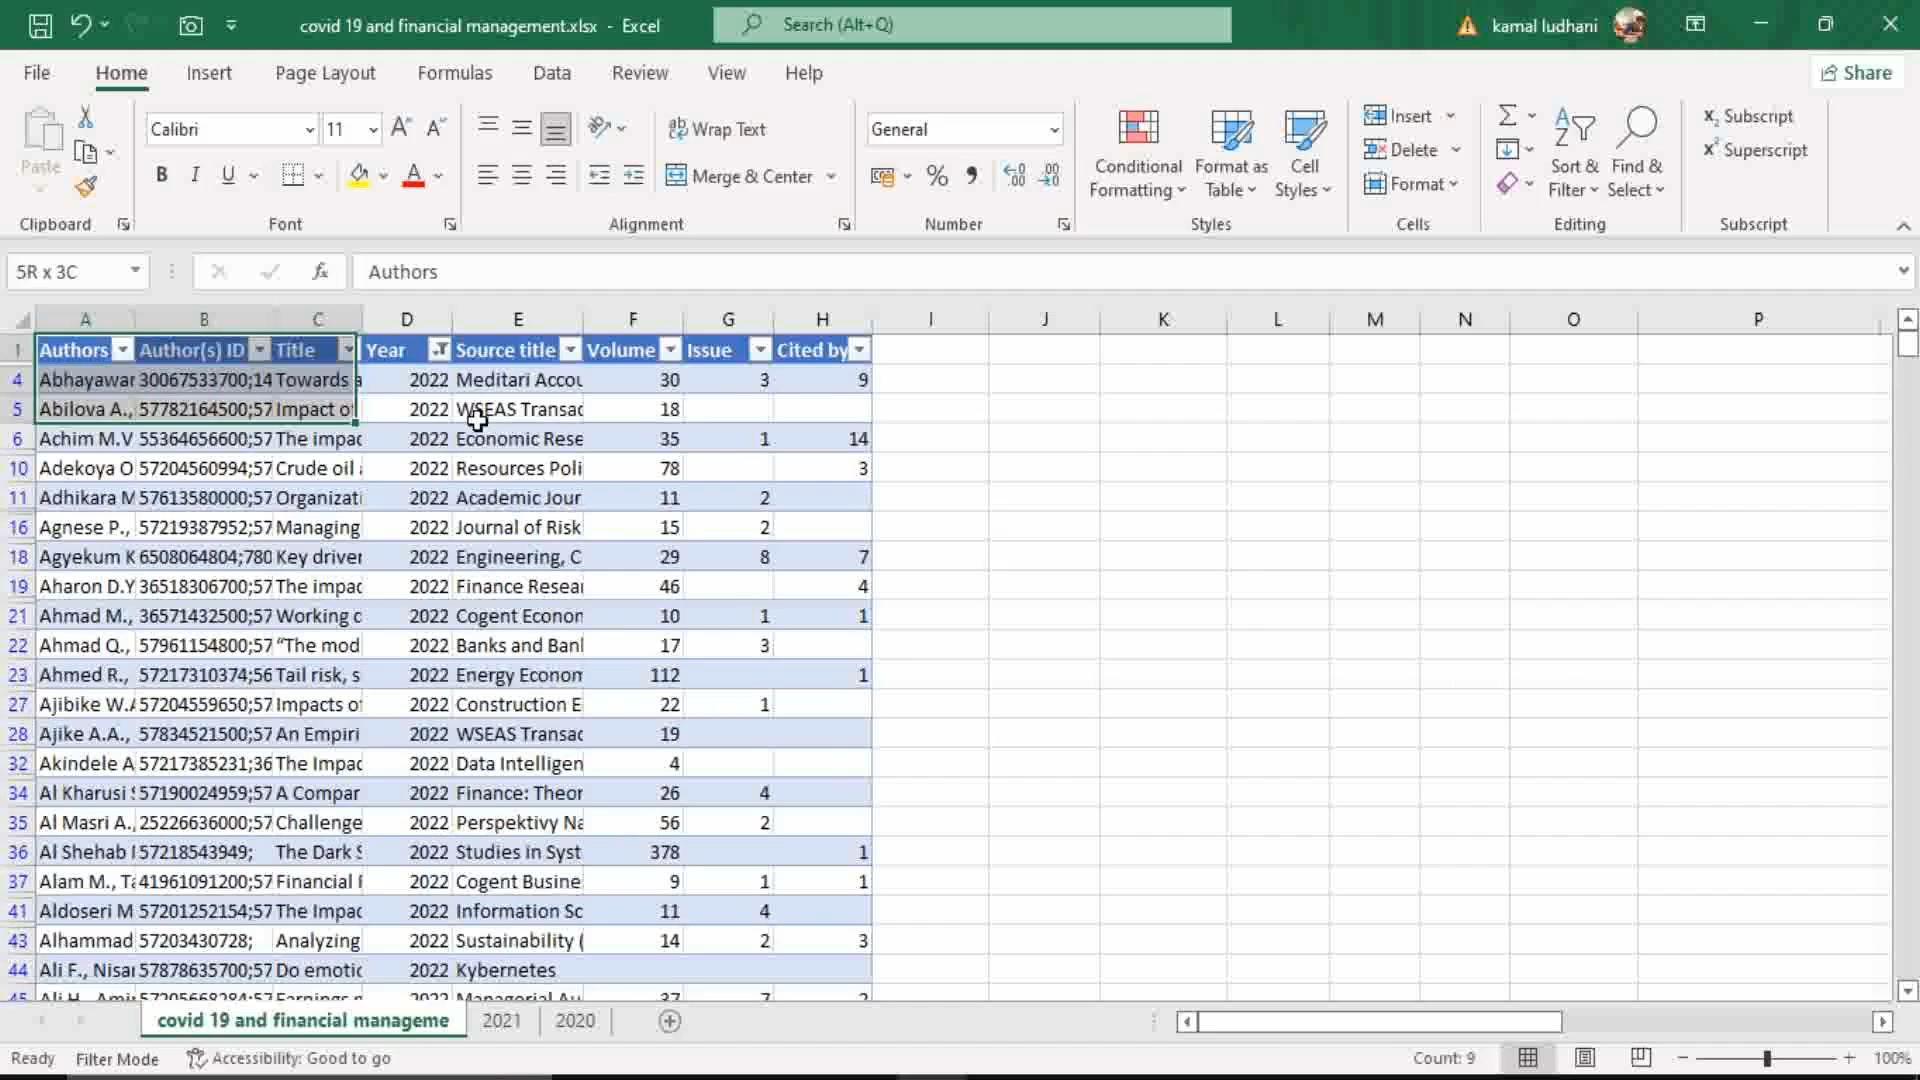 covid 19 and financial management.xlsx - Excel
Search (Alt+Q)
kamal ludhani
File Home Insert Page Layout Formulas Data Review View Help
Share
Paste
Calibri 11
Wrap Text
General
Conditional Formatting
Format as Table
Cell Styles
Insert
Delete
Format
Sort & Filter
Find & Select
x₂ Subscript
x² Superscript
B I U
Merge & Center
Clipboard Font Alignment Number Styles Cells Editing Subscript
5R x 3C fx Authors
A B C D E F G H I J K L M N O P
1 Authors Author(s) ID Title Year Source title Volume Issue Cited by
4 Abhayawar 30067533700;14 Towards a 2022 Meditari Accou 30 3 9
5 Abilova A., 57782164500;57 Impact of 2022 WSEAS Transac 18
6 Achim M.V 55364656600;57 The impac 2022 Economic Rese 35 1 14
10 Adekoya O 57204560994;57 Crude oil a 2022 Resources Poli 78 3
11 Adhikara M 57613580000;57 Organizati 2022 Academic Jour 11 2
16 Agnese P., 57219387952;57 Managing 2022 Journal of Risk 15 2
18 Agyekum K 6508064804;780 Key driver 2022 Engineering, C 29 8 7
19 Aharon D.Y 36518306700;57 The impac 2022 Finance Resear 46 4
21 Ahmad M., 36571432500;57 Working c 2022 Cogent Econon 10 1 1
22 Ahmad Q., 57961154800;57 “The mod 2022 Banks and Banl 17 3
23 Ahmed R., 57217310374;56 Tail risk, s 2022 Energy Econom 112 1
27 Ajibike W.A 57204559650;57 Impacts of 2022 Construction E 22 1
28 Ajike A.A., 57834521500;57 An Empiri 2022 WSEAS Transac 19
32 Akindele A 57217385231;36 The Impac 2022 Data Intelligen 4
34 Al Kharusi S 57190024959;57 A Compar 2022 Finance: Theor 26 4
35 Al Masri A., 25226636000;57 Challenge 2022 Perspektivy Na 56 2
36 Al Shehab 57218543949; The Dark S 2022 Studies in Syst 378 1
37 Alam M., Ta 41961091200;57 Financial 2022 Cogent Busine 9 1 1
41 Aldoseri M 57201252154;57 The Impac 2022 Information Sc 11 4
43 Alhammad 57203430728; Analyzing 2022 Sustainability ( 14 2 3
44 Ali F., Nisar 57878635700;57 Do emotic 2022 Kybernetes
45 Ali H., Ami 57205668284;57 Earnings 2022 Managerial Au 37 7 2
covid 19 and financial manageme 2021 2020
Ready Filter Mode Accessibility: Good to go Count: 9 100%